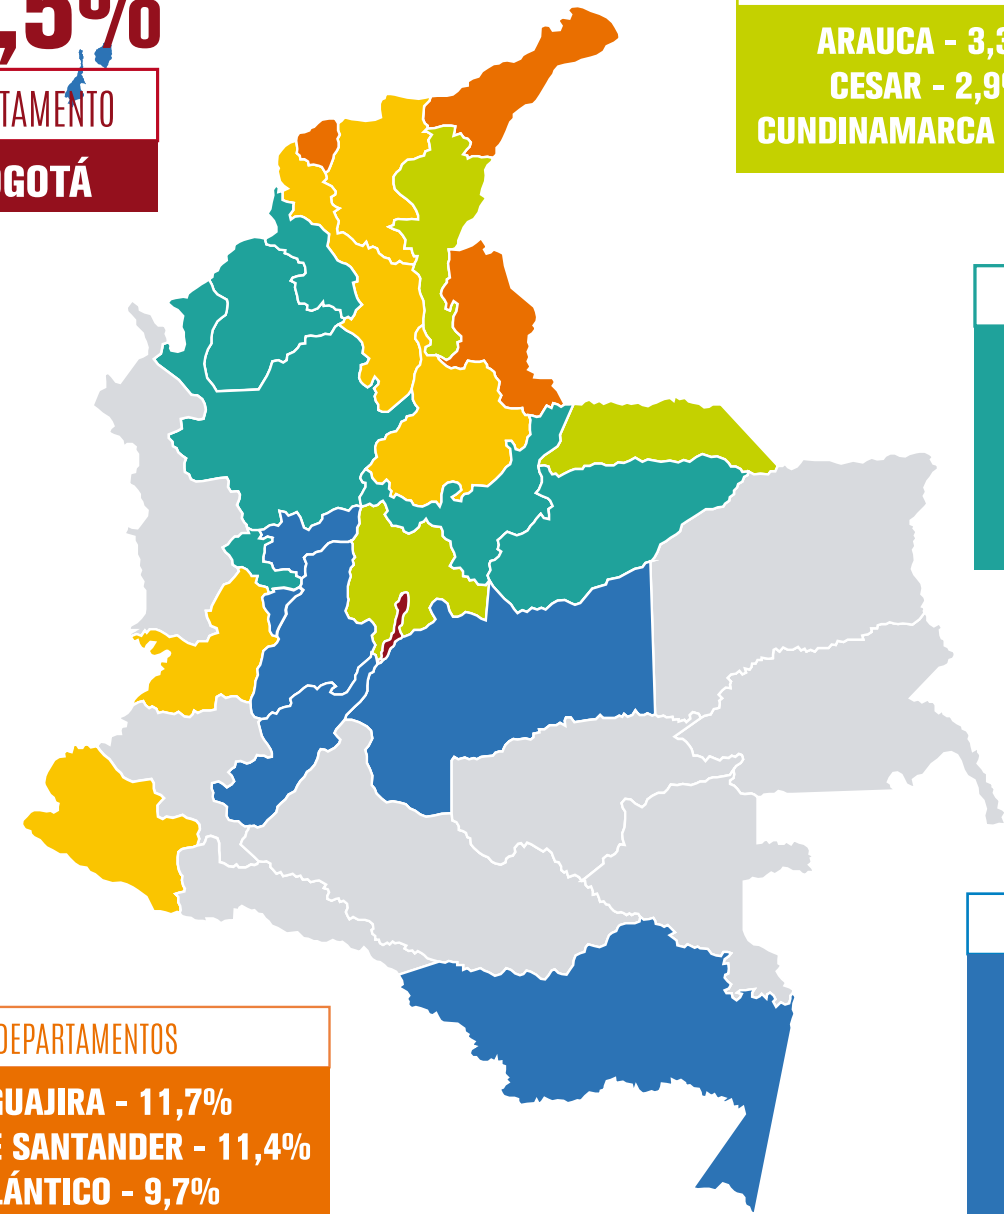 ,5%
TAMENTO
OGOTÁ
ARAUCA - 3,3
CESAR - 2,9%
CUNDINAMARCA
DEPARTAMENTOS
GUAJIRA - 11,7%
E SANTANDER - 11,4%
LÁNTICO - 9,7%